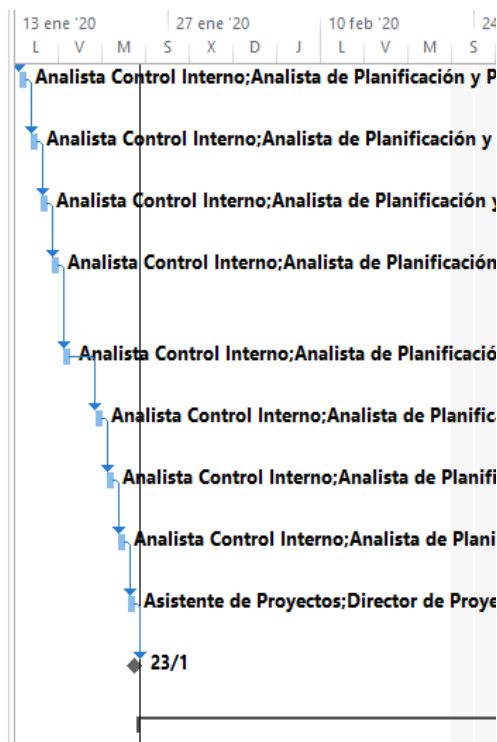 13 ene '20 27 ene '20 10 feb '20 24
L V M S X D J L V M S
Analista Control Interno;Analista de Planificación y P
Analista Control Interno;Analista de Planificación y
Analista Control Interno;Analista de Planificación y
Analista Control Interno;Analista de Planificación
Analista Control Interno;Analista de Planificació
Analista Control Interno;Analista de Planific
Analista Control Interno;Analista de Planifi
Analista Control Interno;Analista de Plani
Asistente de Proyectos;Director de Proye
23/1